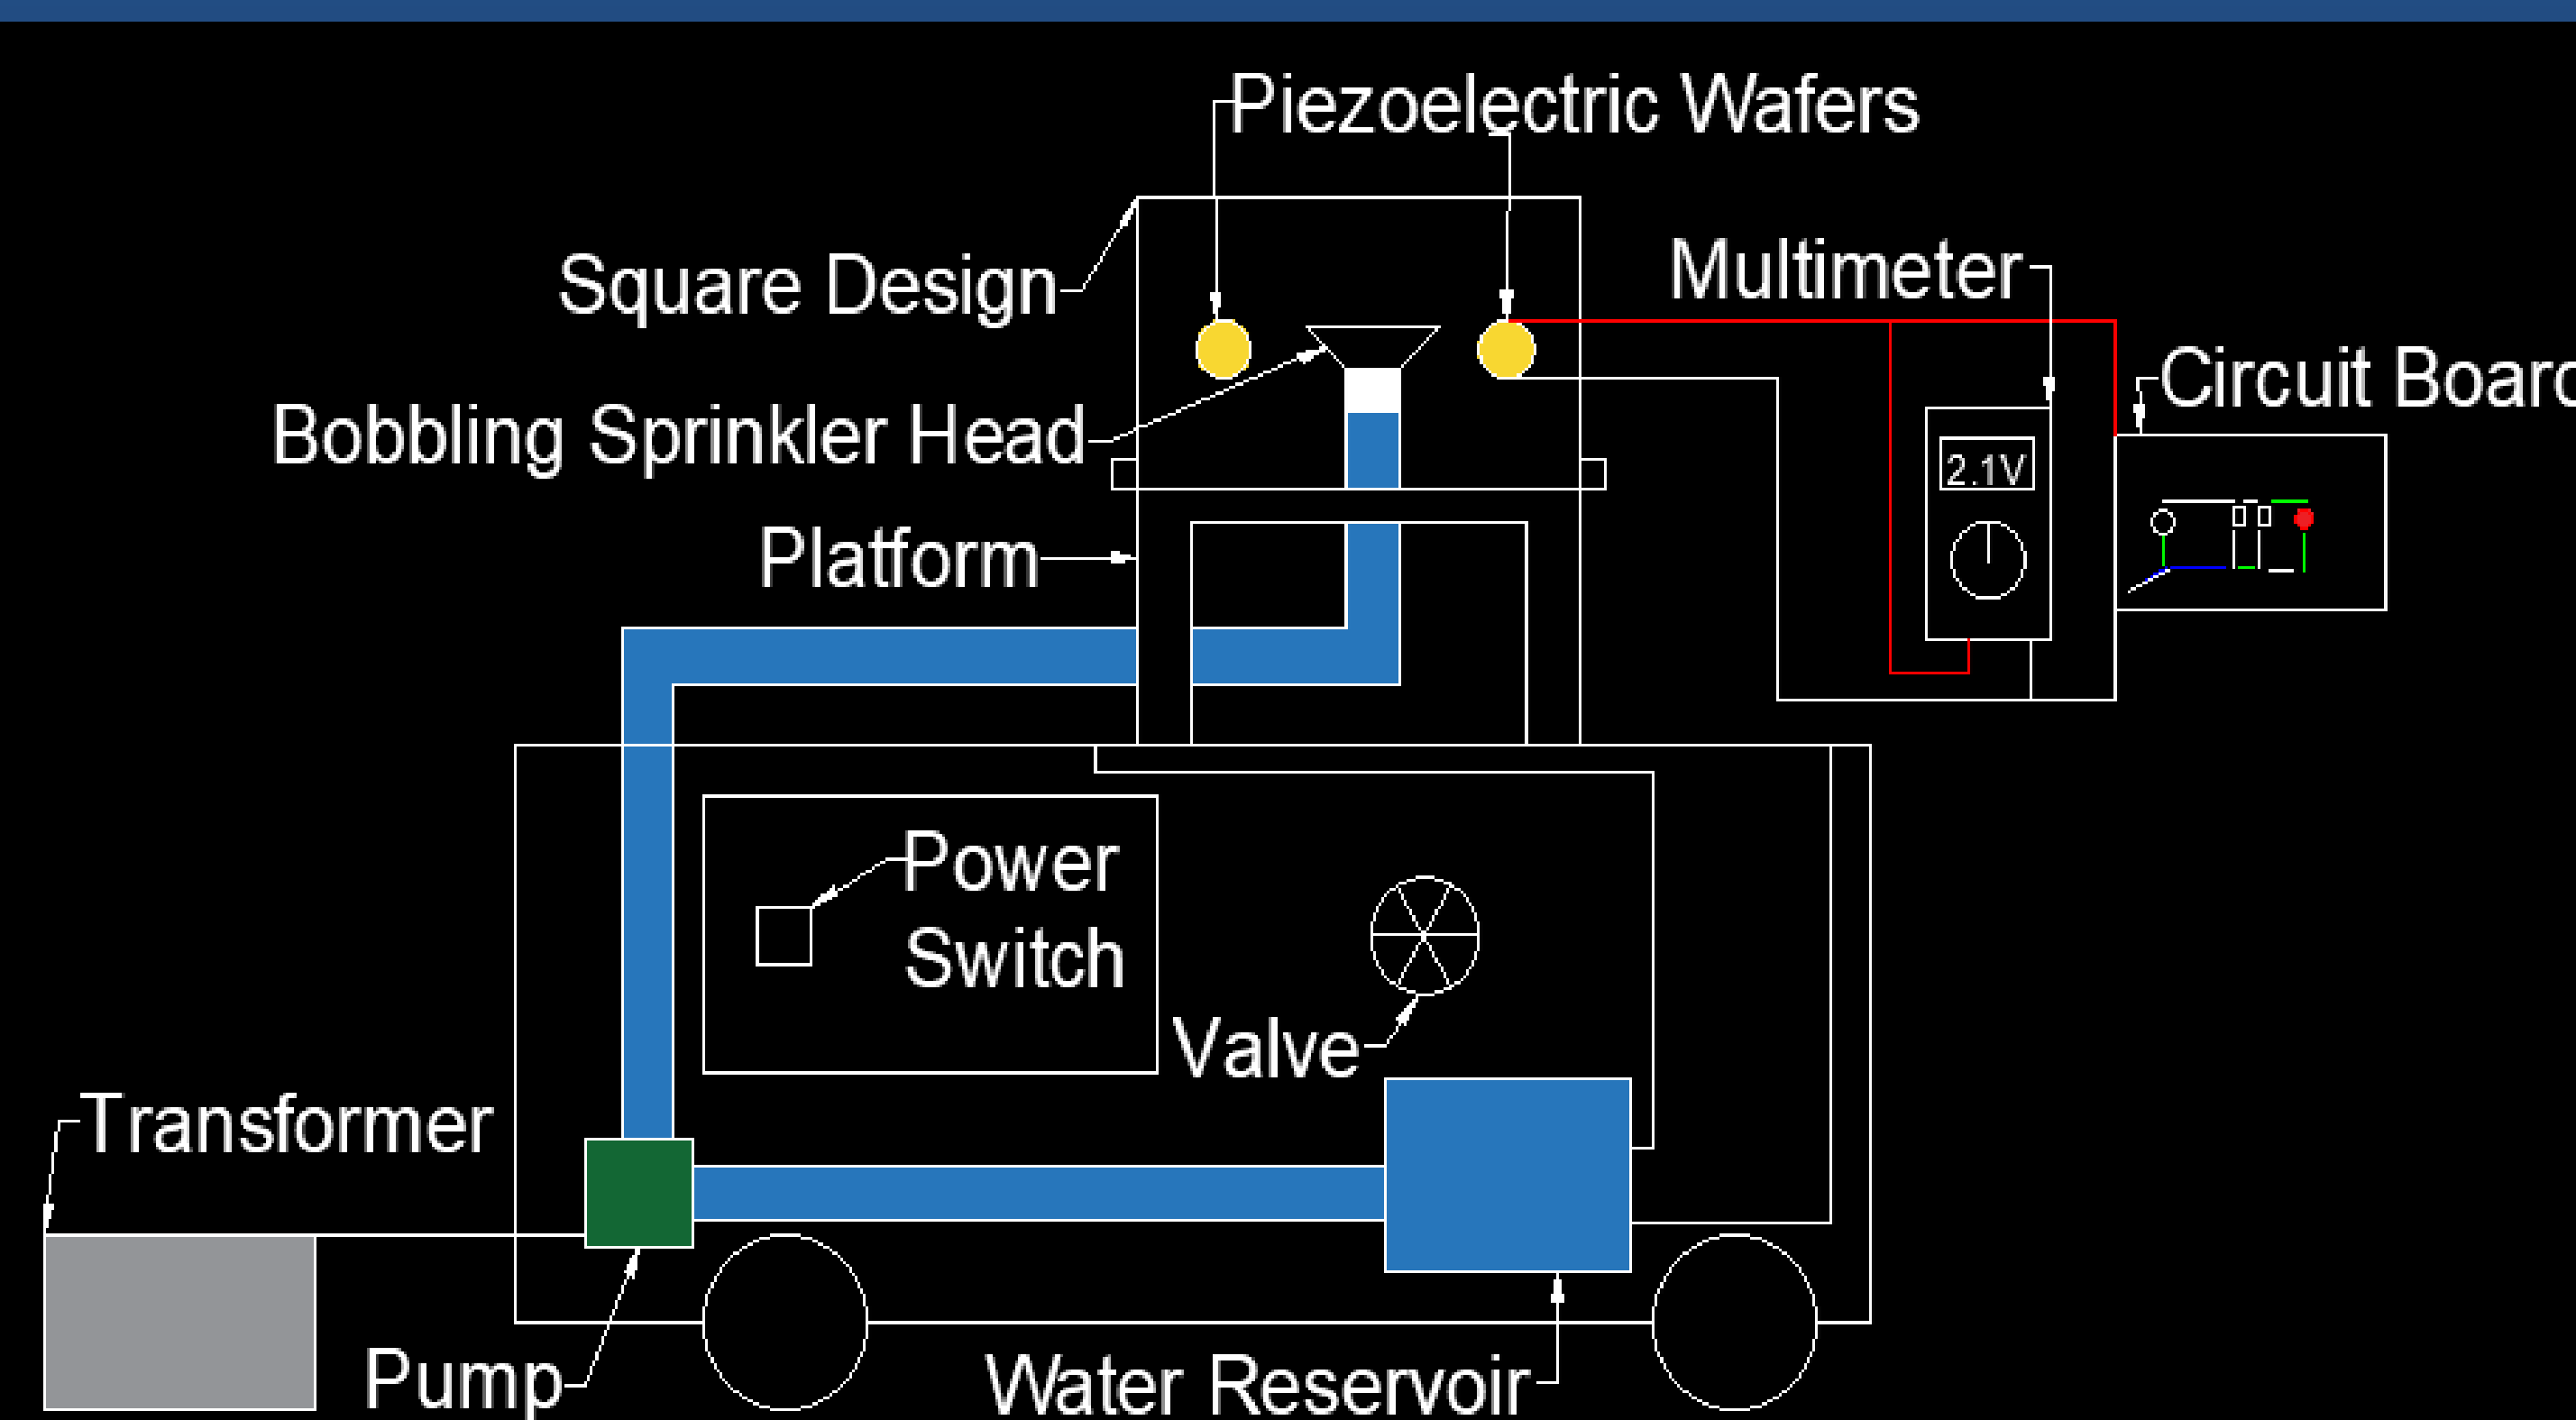 Piezoelectric Wafers
Square Design
Multimeter
Circuit Boar
Bobbling Sprinkler Head
2.1V
Platform
Power
Switch
Valve
Transformer
Pump
Water Reservoir